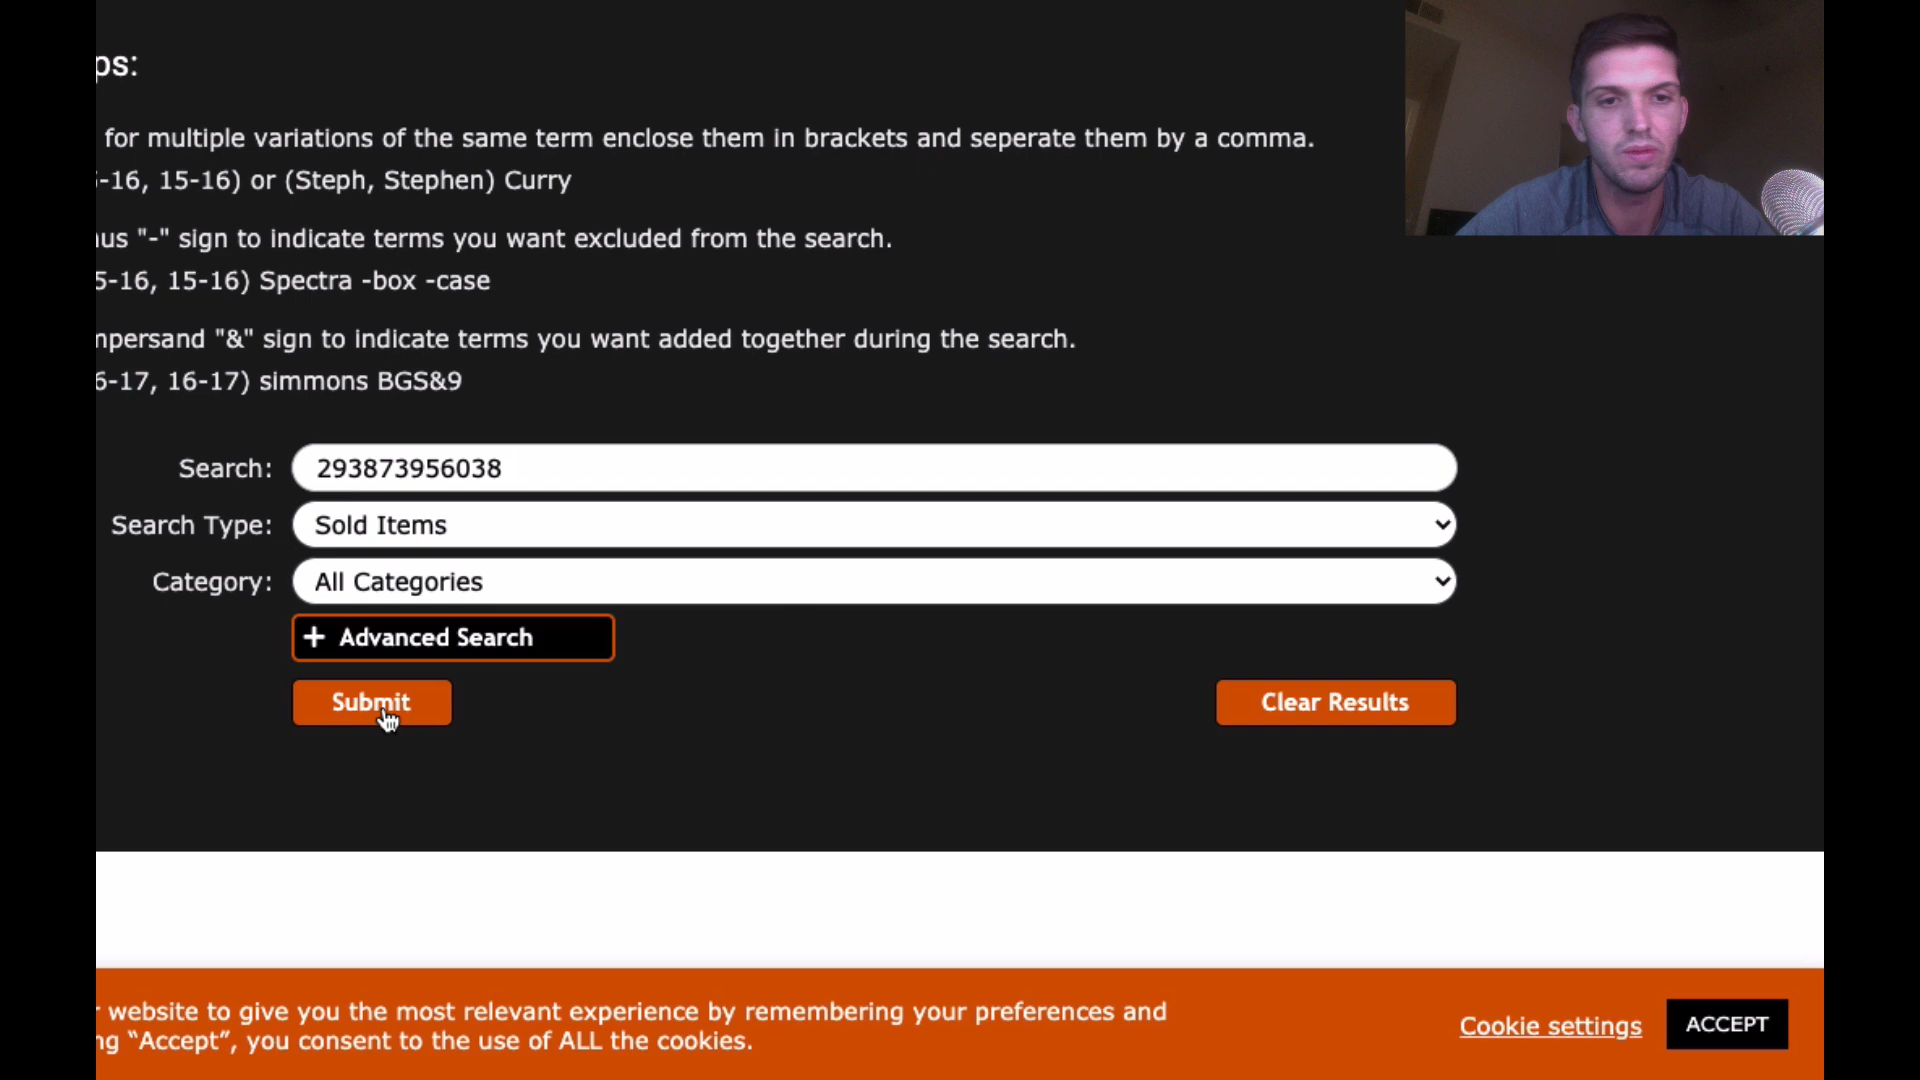 ps:
for multiple variations of the same term enclose them in brackets and seperate them by a comma.
-16, 15-16) or (Steph, Stephen) Curry
us "-" sign to indicate terms you want excluded from the search.
5-16, 15-16) Spectra -box -case
mpersand "&" sign to indicate terms you want added together during the search.
6-17, 16-17) simmons BGS&9
Search: 293873956038
Search Type: Sold Items
Category: All Categories
+ Advanced Search
Submit Clear Results
website to give you the most relevant experience by remembering your preferences and
ng “Accept”, you consent to the use of ALL the cookies.
Cookie settings ACCEPT